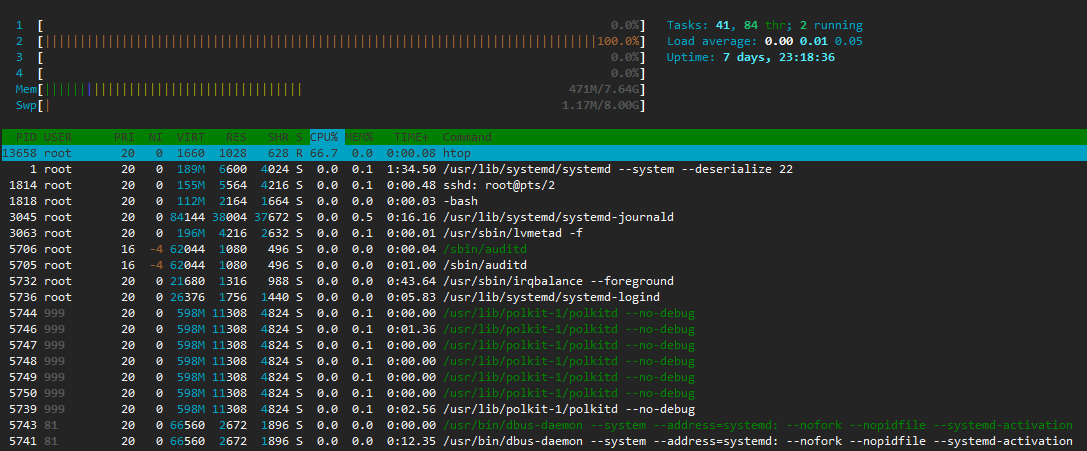 1 [ 0.0%] Tasks: 41, 84 thr; 2 running
2 [||||||||||||||||||||||||||||||||||||||||||||||||||||||||||||||||||||||||||||||||100.0%] Load average: 0.00 0.01 0.05
3 [ 0.0%] Uptime: 7 days, 23:18:36
4 [ 0.0%]
Mem[||||||||||||||||||||||||||||||||||||| 471M/7.64G]
Swp[| 1.17M/8.00G]
PID USER PRI NI VIRT RES SHR S CPU% MEM% TIME+ Command
13658 root 20 0 1660 1028 628 R 66.7 0.0 0:00.08 htop
1 root 20 0 189M 6600 4024 S 0.0 0.1 1:34.50 /usr/lib/systemd/systemd --system --deserialize 22
1814 root 20 0 155M 5564 4216 S 0.0 0.1 0:00.48 sshd: root@pts/2
1818 root 20 0 112M 2164 1664 S 0.0 0.0 0:00.03 -bash
3045 root 20 0 84144 38004 37672 S 0.0 0.5 0:16.16 /usr/lib/systemd/systemd-journald
3063 root 20 0 196M 4216 2632 S 0.0 0.1 0:00.01 /usr/sbin/lvmetad -f
5706 root 16 -4 62044 1080 496 S 0.0 0.0 0:00.04 /sbin/auditd
5705 root 16 -4 62044 1080 496 S 0.0 0.0 0:01.00 /sbin/auditd
5732 root 20 0 21680 1316 988 S 0.0 0.0 0:43.64 /usr/sbin/irqbalance --foreground
5736 root 20 0 26376 1756 1440 S 0.0 0.0 0:05.83 /usr/lib/systemd/systemd-logind
5744 999 20 0 598M 11308 4824 S 0.0 0.1 0:00.00 /usr/lib/polkit-1/polkitd --no-debug
5746 999 20 0 598M 11308 4824 S 0.0 0.1 0:01.36 /usr/lib/polkit-1/polkitd --no-debug
5747 999 20 0 598M 11308 4824 S 0.0 0.1 0:00.00 /usr/lib/polkit-1/polkitd --no-debug
5748 999 20 0 598M 11308 4824 S 0.0 0.1 0:00.00 /usr/lib/polkit-1/polkitd --no-debug
5749 999 20 0 598M 11308 4824 S 0.0 0.1 0:00.00 /usr/lib/polkit-1/polkitd --no-debug
5750 999 20 0 598M 11308 4824 S 0.0 0.1 0:00.00 /usr/lib/polkit-1/polkitd --no-debug
5739 999 20 0 598M 11308 4824 S 0.0 0.1 0:02.56 /usr/lib/polkit-1/polkitd --no-debug
5743 81 20 0 66560 2672 1896 S 0.0 0.0 0:00.00 /usr/bin/dbus-daemon --system --address=systemd: --nofork --nopidfile --systemd-activation
5741 81 20 0 66560 2672 1896 S 0.0 0.0 0:12.35 /usr/bin/dbus-daemon --system --address=systemd: --nofork --nopidfile --systemd-activation